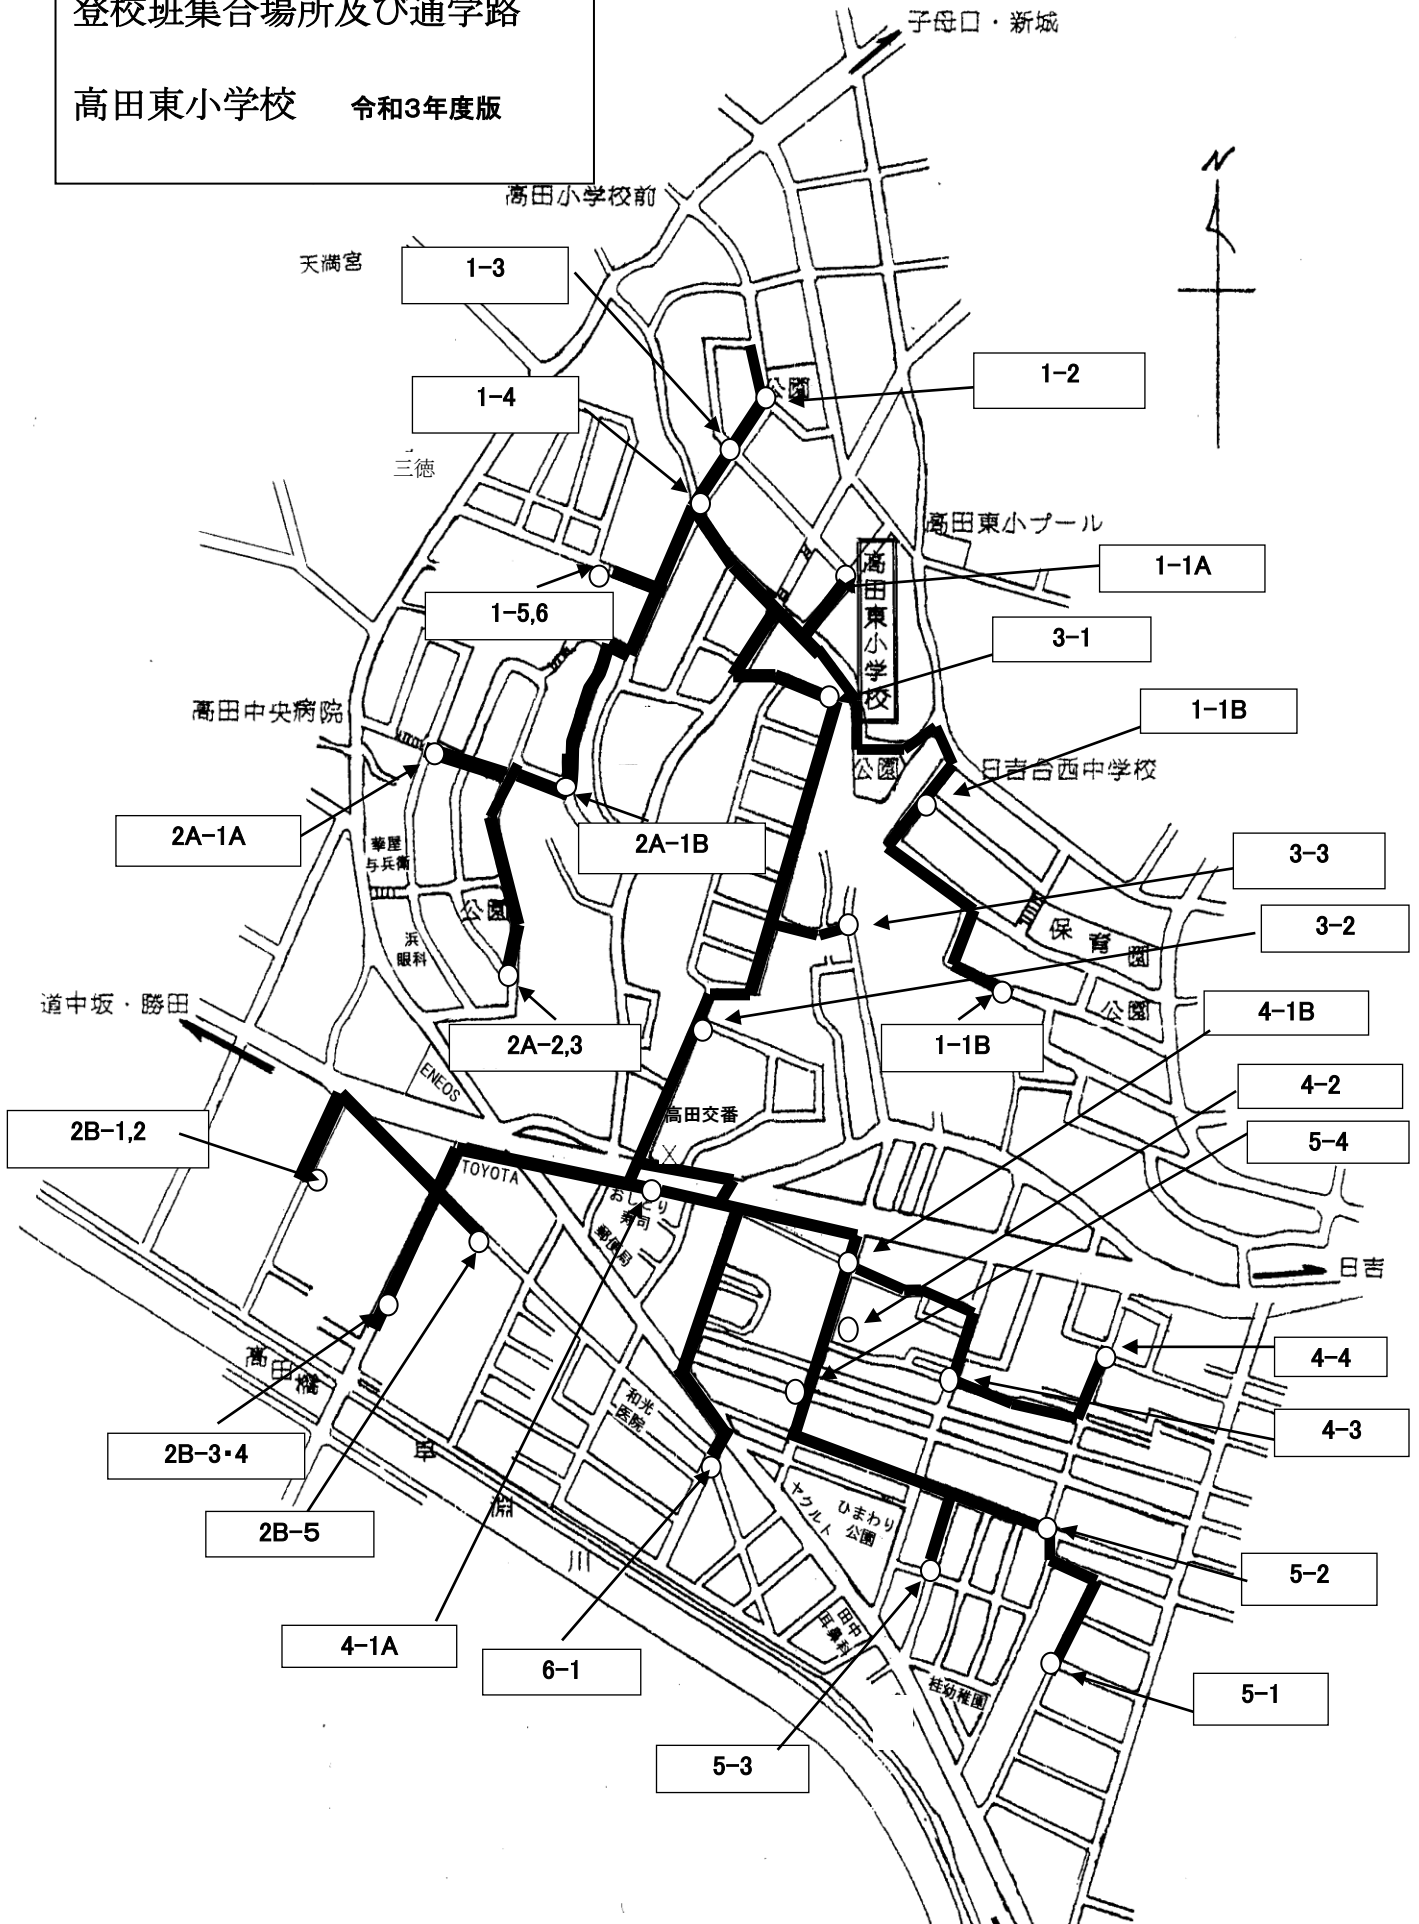 登校班集合場所及び通学路
高田東小学校 令和3年度版
子母口・新城
N
高田小学校前
天満宮
1-3
1-2
公園
1-4
三徳
高田東小プール
高田東小学校
1-1A
1-5,6
3-1
高田中央病院
1-1B
公園
日吉台西中学校
2A-1A
2A-1B
華屋
与兵衛
3-3
公園
3-2
浜
眼科
保育園
道中坂・勝田
公園
4-1B
2A-2,3
1-1B
ENEOS
4-2
高田交番
2B-1,2
5-4
TOYOTA
おしどり
寿司
郵便局
日吉
高田橋
4-4
和光
医院
4-3
2B-3・4
ヤクルト
ひまわり
公園
2B-5
川
5-2
田中
耳鼻科
4-1A
6-1
桂幼稚園
5-1
5-3